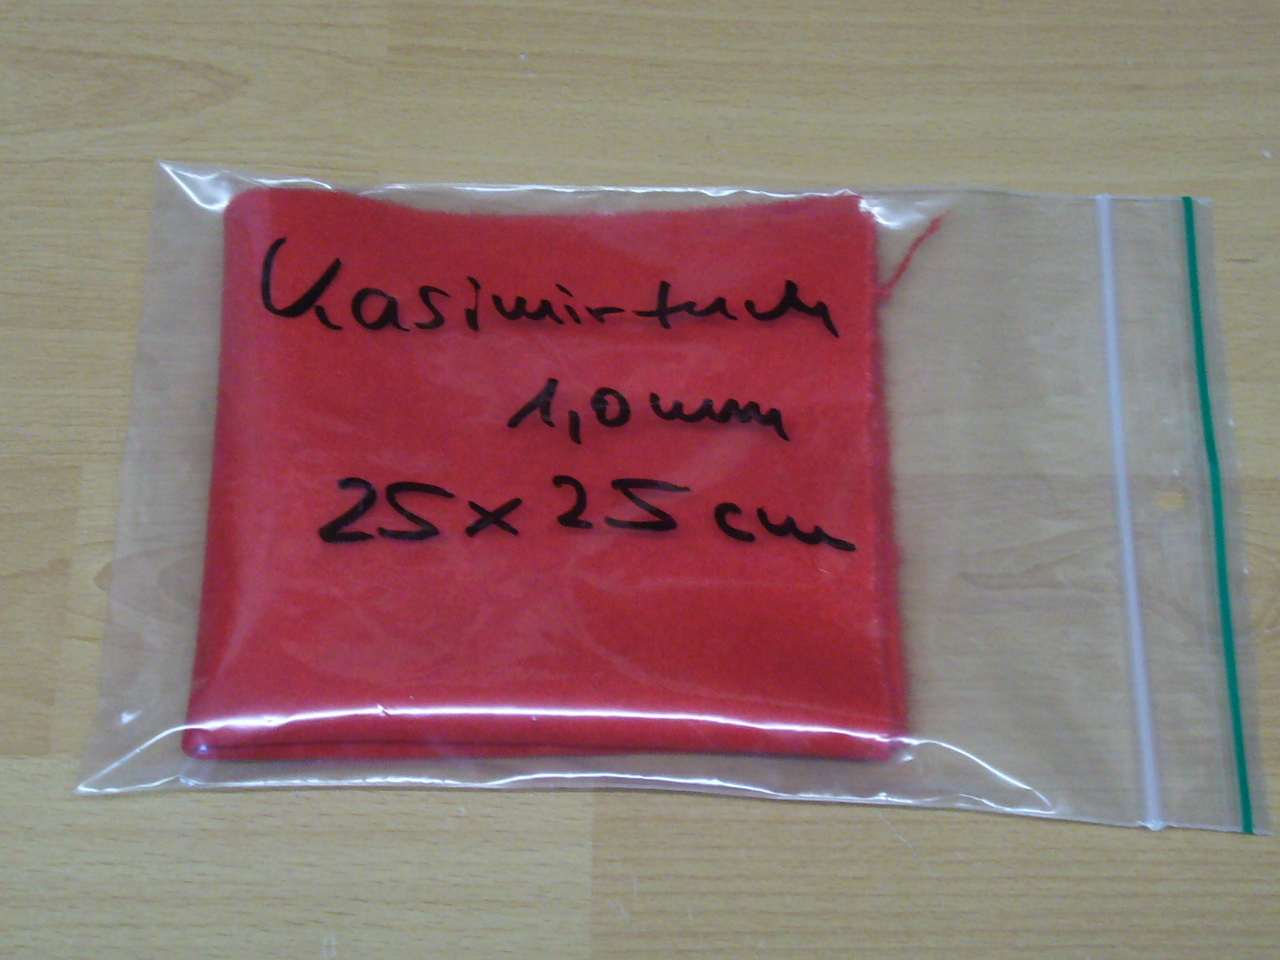 Kasimirtuch
1,0 mm
25 x 25 cm